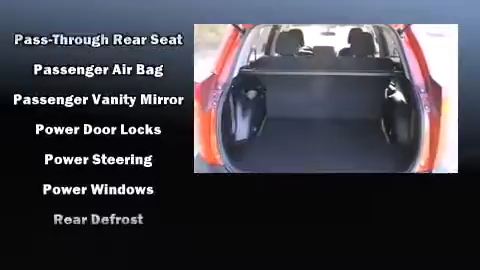 Pass-Through Rear Seat
Passenger Air Bag
Passenger Vanity Mirror
Power Door Locks
Power Steering
Power Windows
Rear Defrost